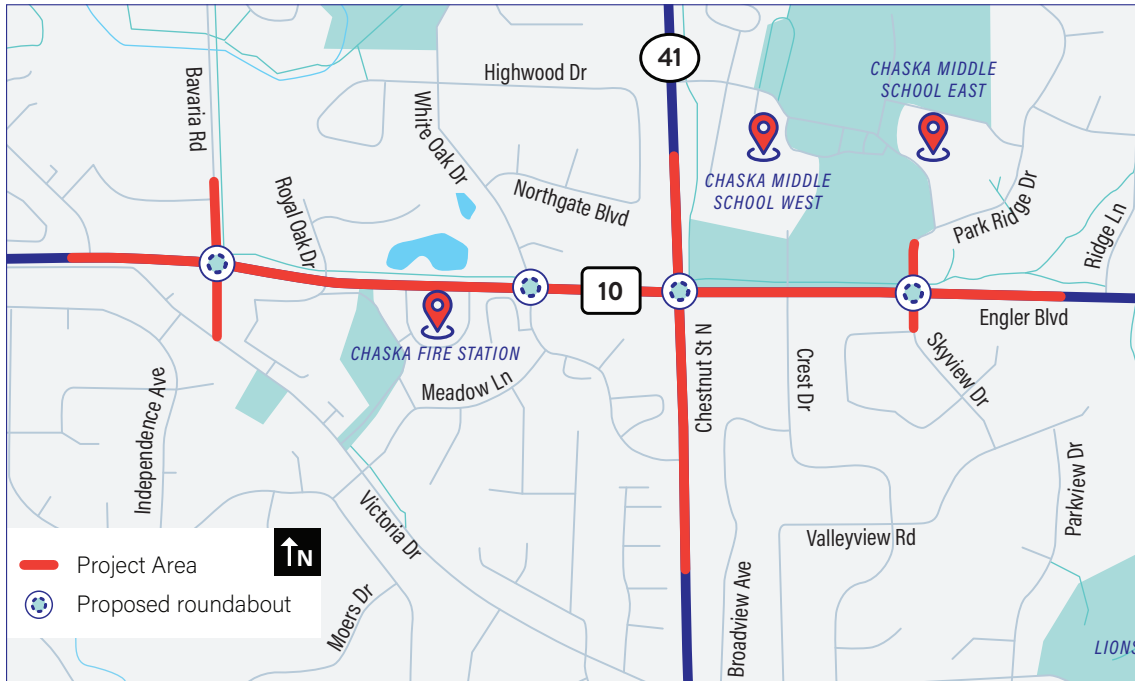 41
Highwood Dr
CHASKA MIDDLE
SCHOOL EAST
Bavaria Rd
White Oak Dr
CHASKA MIDDLE
SCHOOL WEST
Royal Oak Dr
Northgate Blvd
Park Ridge Dr
Ridge Ln
10
Engler Blvd
CHASKA FIRE STATION
Meadow Ln
Chestnut St N
Crest Dr
Skyview Dr
Independence Ave
Victoria Dr
Parkview Dr
Valleyview Rd
Moers Dr
Broadview Ave
LIONS
N
Project Area
Proposed roundabout